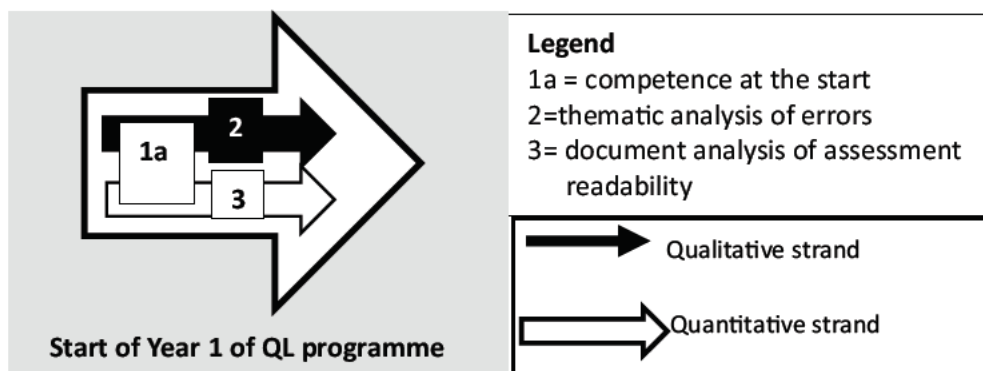 1a
2
3
Start of Year 1 of QL programme
Legend
1a = competence at the start
2=thematic analysis of errors
3= document analysis of assessment
readability
Qualitative strand
Quantitative strand